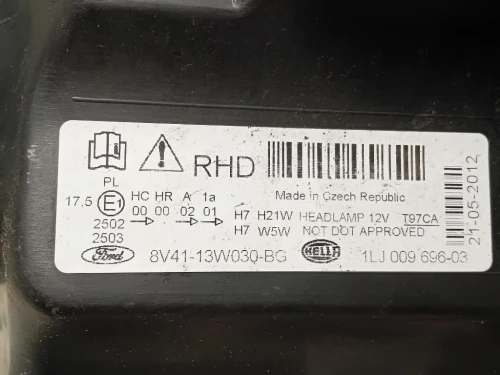 RHD
PL
Made in Czech Republic
17.5 E1 HC HR A 1a
00 00 02 01
2502
2503
H7 H21W HEADLAMP 12V T97CA
H7 W5W NOT DOT APPROVED
21-05-2012
Ford 8V41-13W030-BG HELLA 1LJ 009 696-03